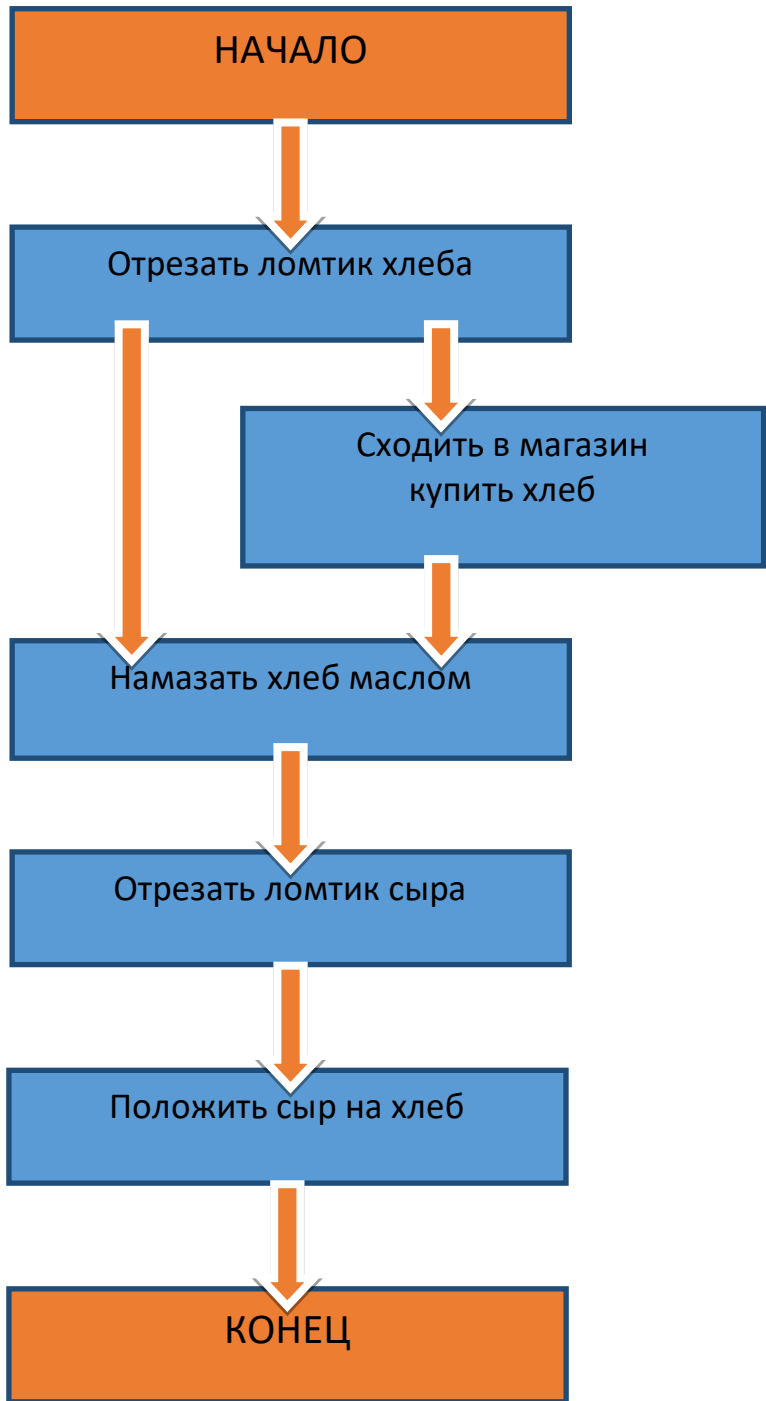 НАЧАЛО
Отрезать ломтик хлеба
Сходить в магазин
купить хлеб
Намазать хлеб маслом
Отрезать ломтик сыра
Положить сыр на хлеб
КОНЕЦ